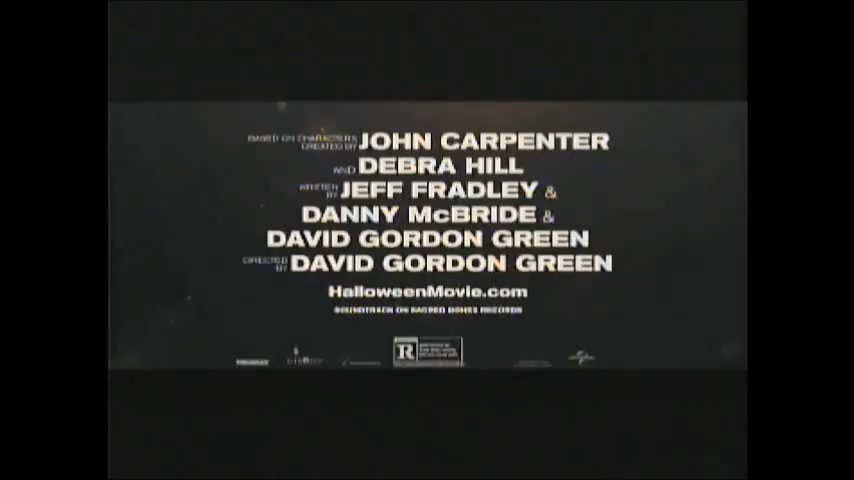 BASED ON CHARACTERS
CREATED BY JOHN CARPENTER
AND DEBRA HILL
WRITTEN
BY JEFF FRADLEY &
DANNY McBRIDE &
DAVID GORDON GREEN
DIRECTED
BY DAVID GORDON GREEN
HalloweenMovie.com
SOUNDTRACK ON SACRED BONES RECORDS
R